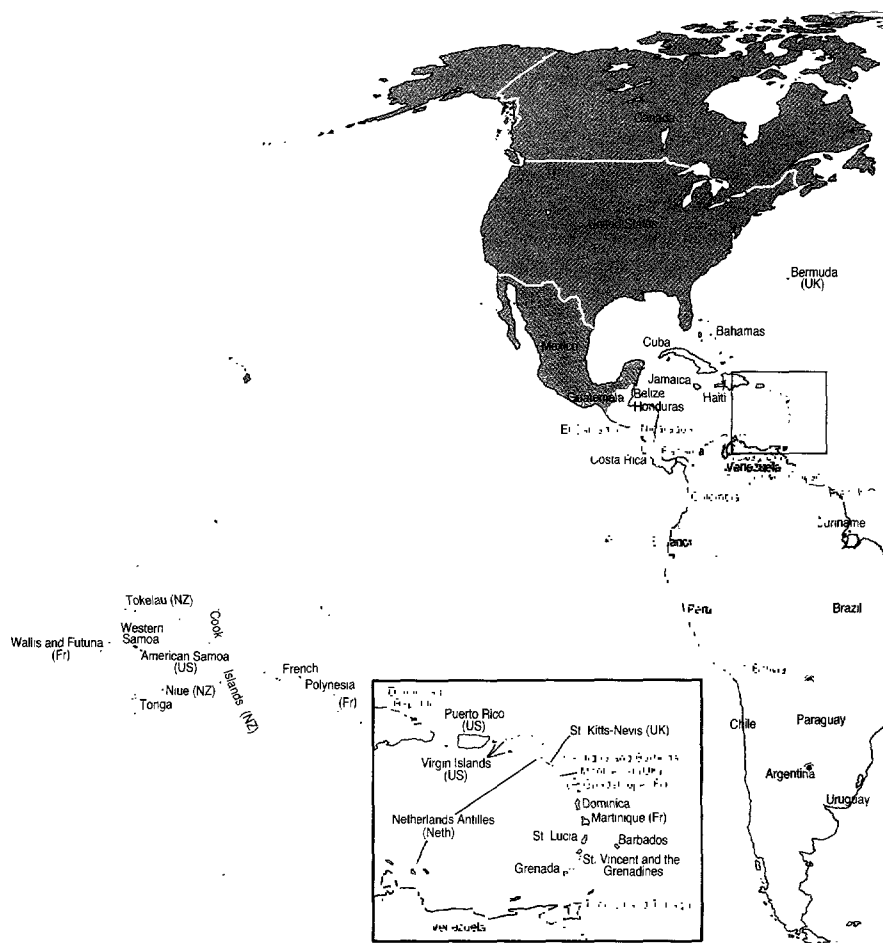 Canada
United States
Bermuda
(UK)
Bahamas
Cuba
Mexico
Jamaica
Haiti
Guatemala
Belize
Honduras
Costa Rica
Venezuela
Suriname
Peru
Brazil
Tokelau (NZ)
Cook
Islands (NZ)
Western
Samoa
Wallis and Futuna
(Fr)
American Samoa
(US)
Niue (NZ)
Tonga
French
Polynesia
(Fr)
Chile
Paraguay
Argentina
Uruguay
Puerto Rico
(US)
St. Kitts-Nevis (UK)
Virgin Islands
(US)
Dominica
Martinique (Fr)
Netherlands Antilles
(Neth)
St. Lucia
Barbados
St. Vincent and the
Grenadines
Grenada
Venezuela